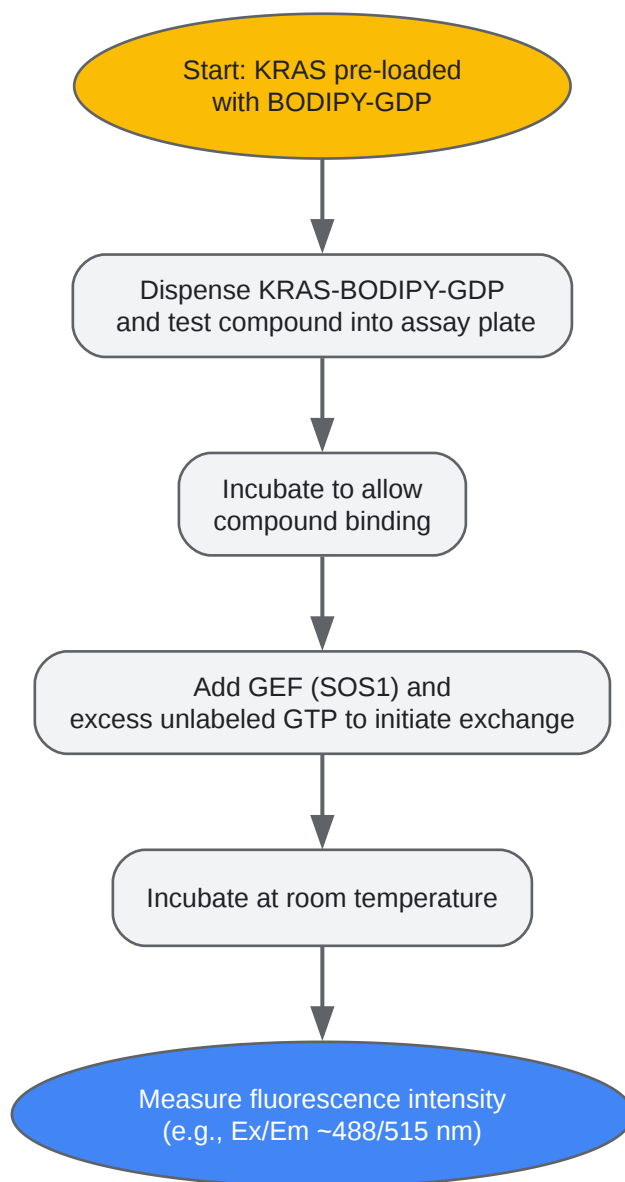 Start: KRAS pre-loaded
with BODIPY-GDP
Dispense KRAS-BODIPY-GDP
and test compound into assay plate
Incubate to allow
compound binding
Add GEF (SOS1) and
excess unlabeled GTP to initiate exchange
Incubate at room temperature
Measure fluorescence intensity
(e.g., Ex/Em ~488/515 nm)